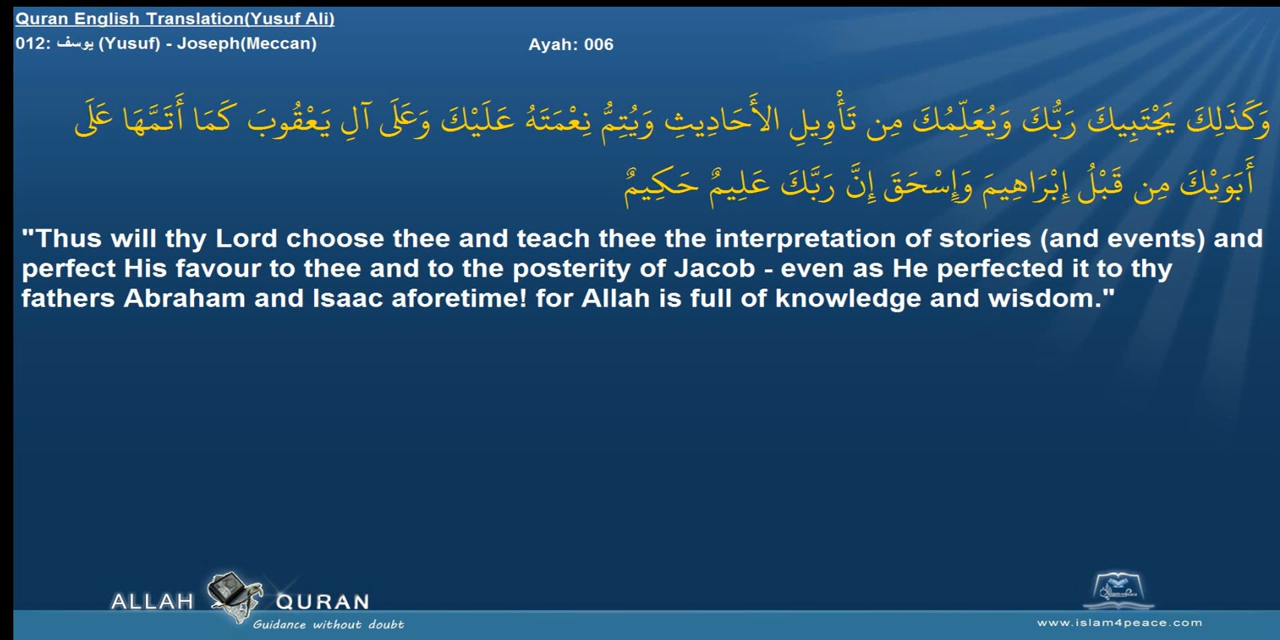 Quran English Translation(Yusuf Ali)
012: يوسف (Yusuf) - Joseph(Meccan) Ayah: 006
وَكَذَلِكَ يَجْتَبِيكَ رَبُّكَ وَيُعَلِّمُكَ مِن تَأْوِيلِ الأَحَادِيثِ وَيُتِمُّ نِعْمَتَهُ عَلَيْكَ وَعَلَى آلِ يَعْقُوبَ كَمَا أَتَمَّهَا عَلَى
أَبَوَيْكَ مِن قَبْلُ إِبْرَاهِيمَ وَإِسْحَقَ إِنَّ رَبَّكَ عَلِيمٌ حَكِيمٌ
"Thus will thy Lord choose thee and teach thee the interpretation of stories (and events) and
perfect His favour to thee and to the posterity of Jacob - even as He perfected it to thy
fathers Abraham and Isaac aforetime! for Allah is full of knowledge and wisdom."
ALLAH QURAN
Guidance without doubt
www.islam4peace.com